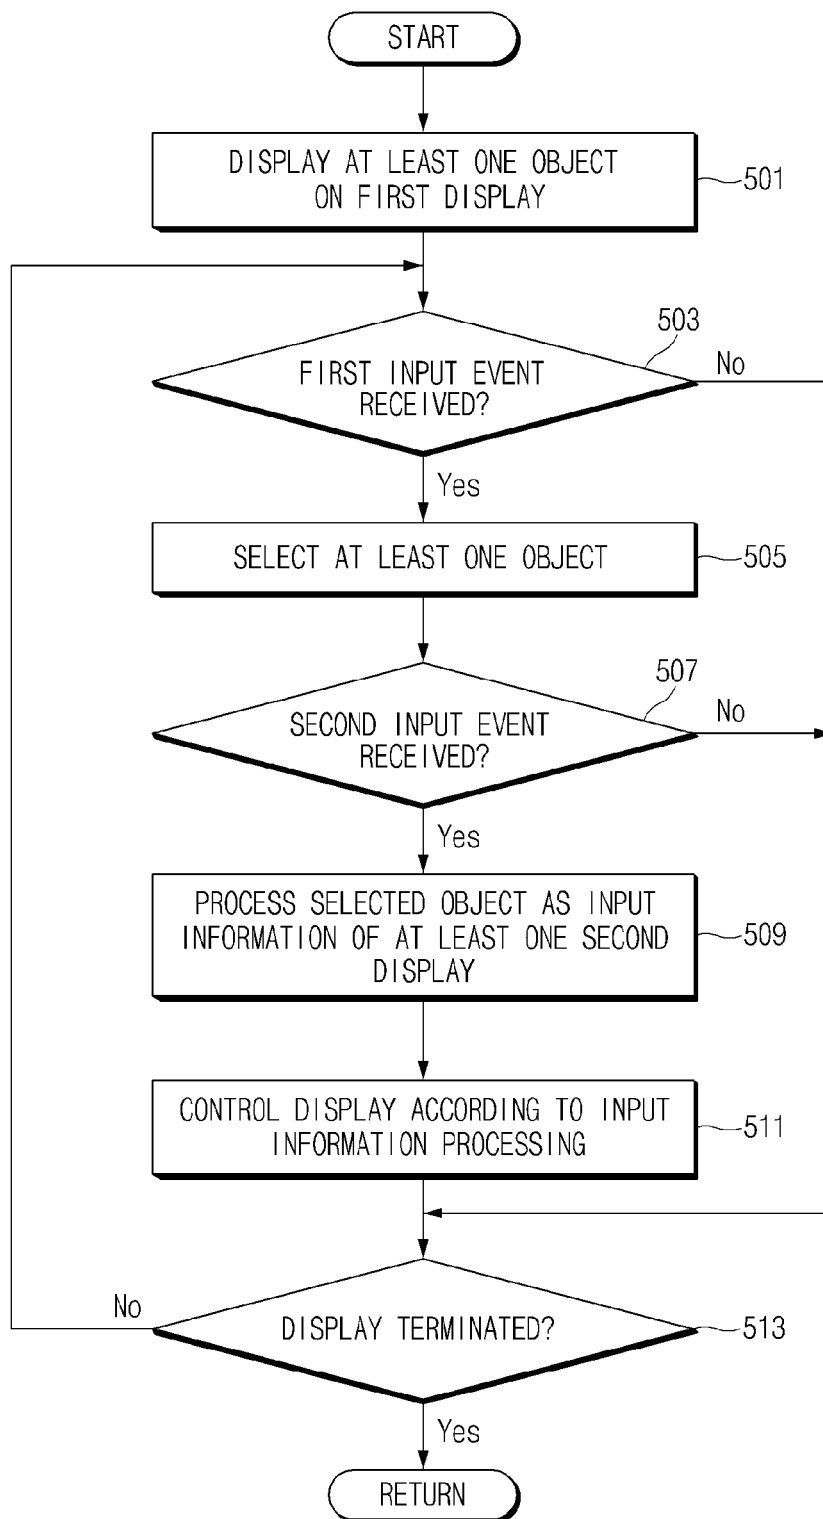 START
DISPLAY AT LEAST ONE OBJECT
ON FIRST DISPLAY
501
503
FIRST INPUT EVENT
RECEIVED?
No
Yes
SELECT AT LEAST ONE OBJECT
505
507
SECOND INPUT EVENT
RECEIVED?
No
Yes
PROCESS SELECTED OBJECT AS INPUT
INFORMATION OF AT LEAST ONE SECOND
DISPLAY
509
CONTROL DISPLAY ACCORDING TO INPUT
INFORMATION PROCESSING
511
No
DISPLAY TERMINATED?
513
Yes
RETURN